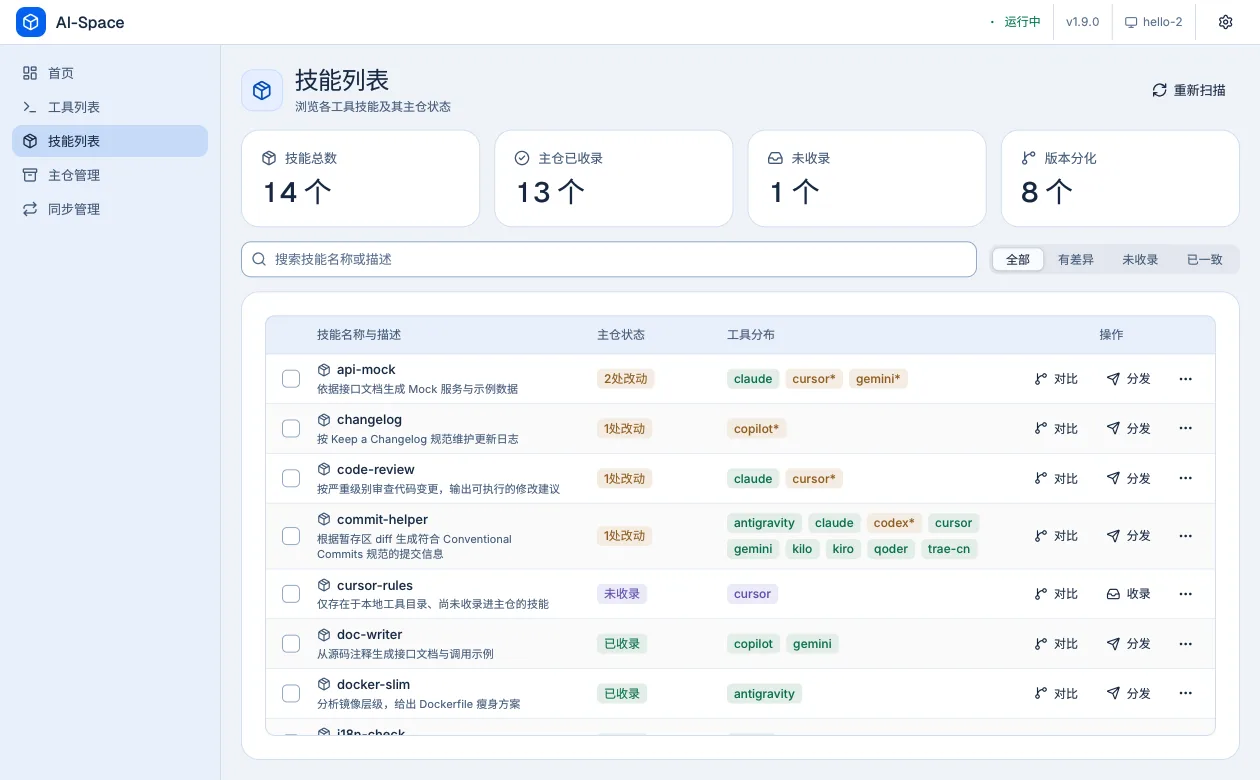 AI-Space
运行中
v1.9.0
hello-2
首页
工具列表
技能列表
主仓管理
同步管理
技能列表
浏览各工具技能及其主仓状态
重新扫描
技能总数
14 个
主仓已收录
13 个
未收录
1 个
版本分化
8 个
搜索技能名称或描述
全部 有差异 未收录 已一致
技能名称与描述 主仓状态 工具分布 操作
api-mock
依据接口文档生成 Mock 服务与示例数据
2处改动
claude cursor* gemini*
对比 分发
changelog
按 Keep a Changelog 规范维护更新日志
1处改动
copilot*
对比 分发
code-review
按严重级别审查代码变更，输出可执行的修改建议
1处改动
claude cursor*
对比 分发
commit-helper
根据暂存区 diff 生成符合 Conventional
Commits 规范的提交信息
1处改动
antigravity claude codex* cursor
gemini kilo kiro qoder trae-cn
对比 分发
cursor-rules
仅存在于本地工具目录、尚未收录进主仓的技能
未收录
cursor
对比 收录
doc-writer
从源码注释生成接口文档与调用示例
已收录
copilot gemini
对比 分发
docker-slim
分析镜像层级，给出 Dockerfile 瘦身方案
已收录
antigravity
对比 分发
i18n-check